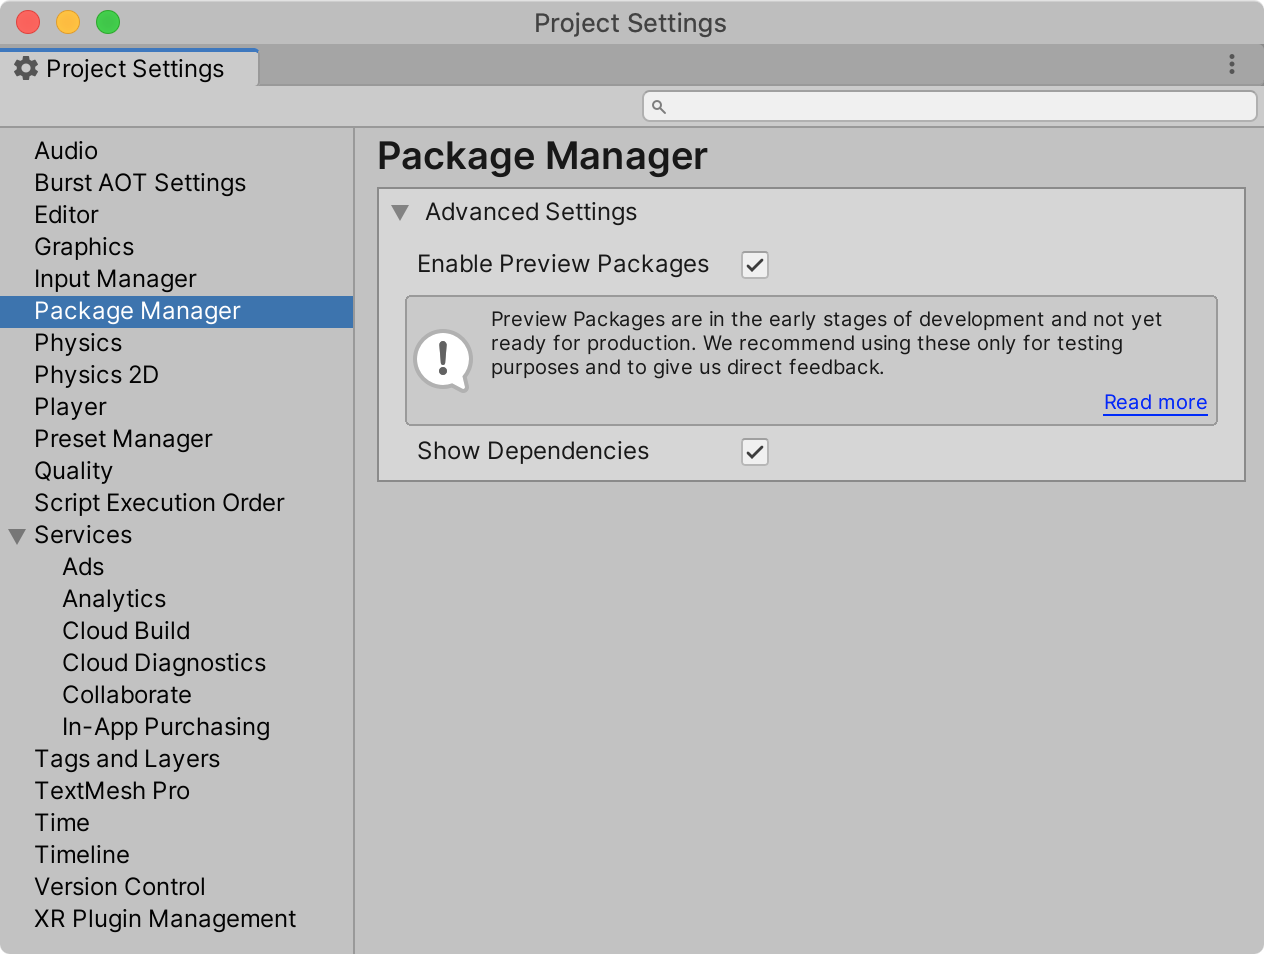 Project Settings
Project Settings
Audio
Burst AOT Settings
Editor
Graphics
Input Manager
Package Manager
Physics
Physics 2D
Player
Preset Manager
Quality
Script Execution Order
Services
Ads
Analytics
Cloud Build
Cloud Diagnostics
Collaborate
In-App Purchasing
Tags and Layers
TextMesh Pro
Time
Timeline
Version Control
XR Plugin Management
Package Manager
Advanced Settings
Enable Preview Packages
Preview Packages are in the early stages of development and not yet
ready for production. We recommend using these only for testing
purposes and to give us direct feedback.
Read more
Show Dependencies